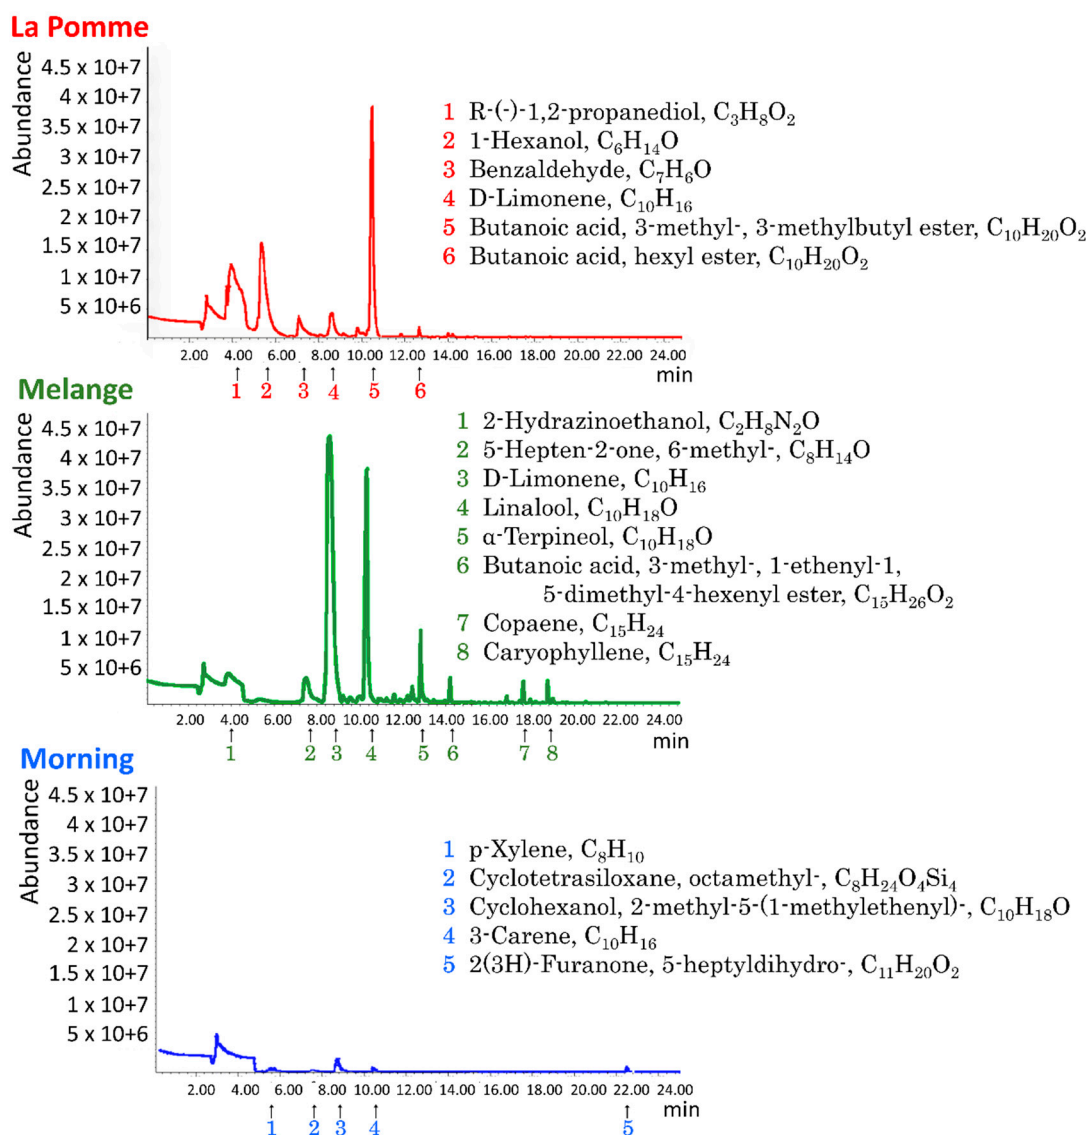 La Pomme
Abundance
4.5 x 10+7
4 x 10+7
3.5 x 10+7
3 x 10+7
2.5 x 10+7
2 x 10+7
1.5 x 10+7
1 x 10+7
5 x 10+6
1 R-(-)-1,2-propanediol, C₃H₈O₂
2 1-Hexanol, C₆H₁₄O
3 Benzaldehyde, C₇H₆O
4 D-Limonene, C₁₀H₁₆
5 Butanoic acid, 3-methyl-, 3-methylbutyl ester, C₁₀H₂₀O₂
6 Butanoic acid, hexyl ester, C₁₀H₂₀O₂
2.00 4.00 6.00 8.00 10.00 12.00 14.00 16.00 18.00 20.00 22.00 24.00
min
↑ ↑ ↑ ↑ ↑ ↑
1 2 3 4 5 6
Melange
Abundance
4.5 x 10+7
4 x 10+7
3.5 x 10+7
3 x 10+7
2.5 x 10+7
2 x 10+7
1.5 x 10+7
1 x 10+7
5 x 10+6
1 2-Hydrazinoethanol, C₂H₈N₂O
2 5-Hepten-2-one, 6-methyl-, C₈H₁₄O
3 D-Limonene, C₁₀H₁₆
4 Linalool, C₁₀H₁₈O
5 α-Terpineol, C₁₀H₁₈O
6 Butanoic acid, 3-methyl-, 1-ethenyl-1,
5-dimethyl-4-hexenyl ester, C₁₅H₂₆O₂
7 Copaene, C₁₅H₂₄
8 Caryophyllene, C₁₅H₂₄
2.00 4.00 6.00 8.00 10.00 12.00 14.00 16.00 18.00 20.00 22.00 24.00
min
↑ ↑ ↑ ↑ ↑ ↑ ↑ ↑
1 2 3 4 5 6 7 8
Morning
Abundance
4.5 x 10+7
4 x 10+7
3.5 x 10+7
3 x 10+7
2.5 x 10+7
2 x 10+7
1.5 x 10+7
1 x 10+7
5 x 10+6
1 p-Xylene, C₈H₁₀
2 Cyclotetrasiloxane, octamethyl-, C₈H₂₄O₄Si₄
3 Cyclohexanol, 2-methyl-5-(1-methylethenyl)-, C₁₀H₁₈O
4 3-Carene, C₁₀H₁₆
5 2(3H)-Furanone, 5-heptyldihydro-, C₁₁H₂₀O₂
2.00 4.00 6.00 8.00 10.00 12.00 14.00 16.00 18.00 20.00 22.00 24.00
min
↑ ↑ ↑ ↑ ↑
1 2 3 4 5